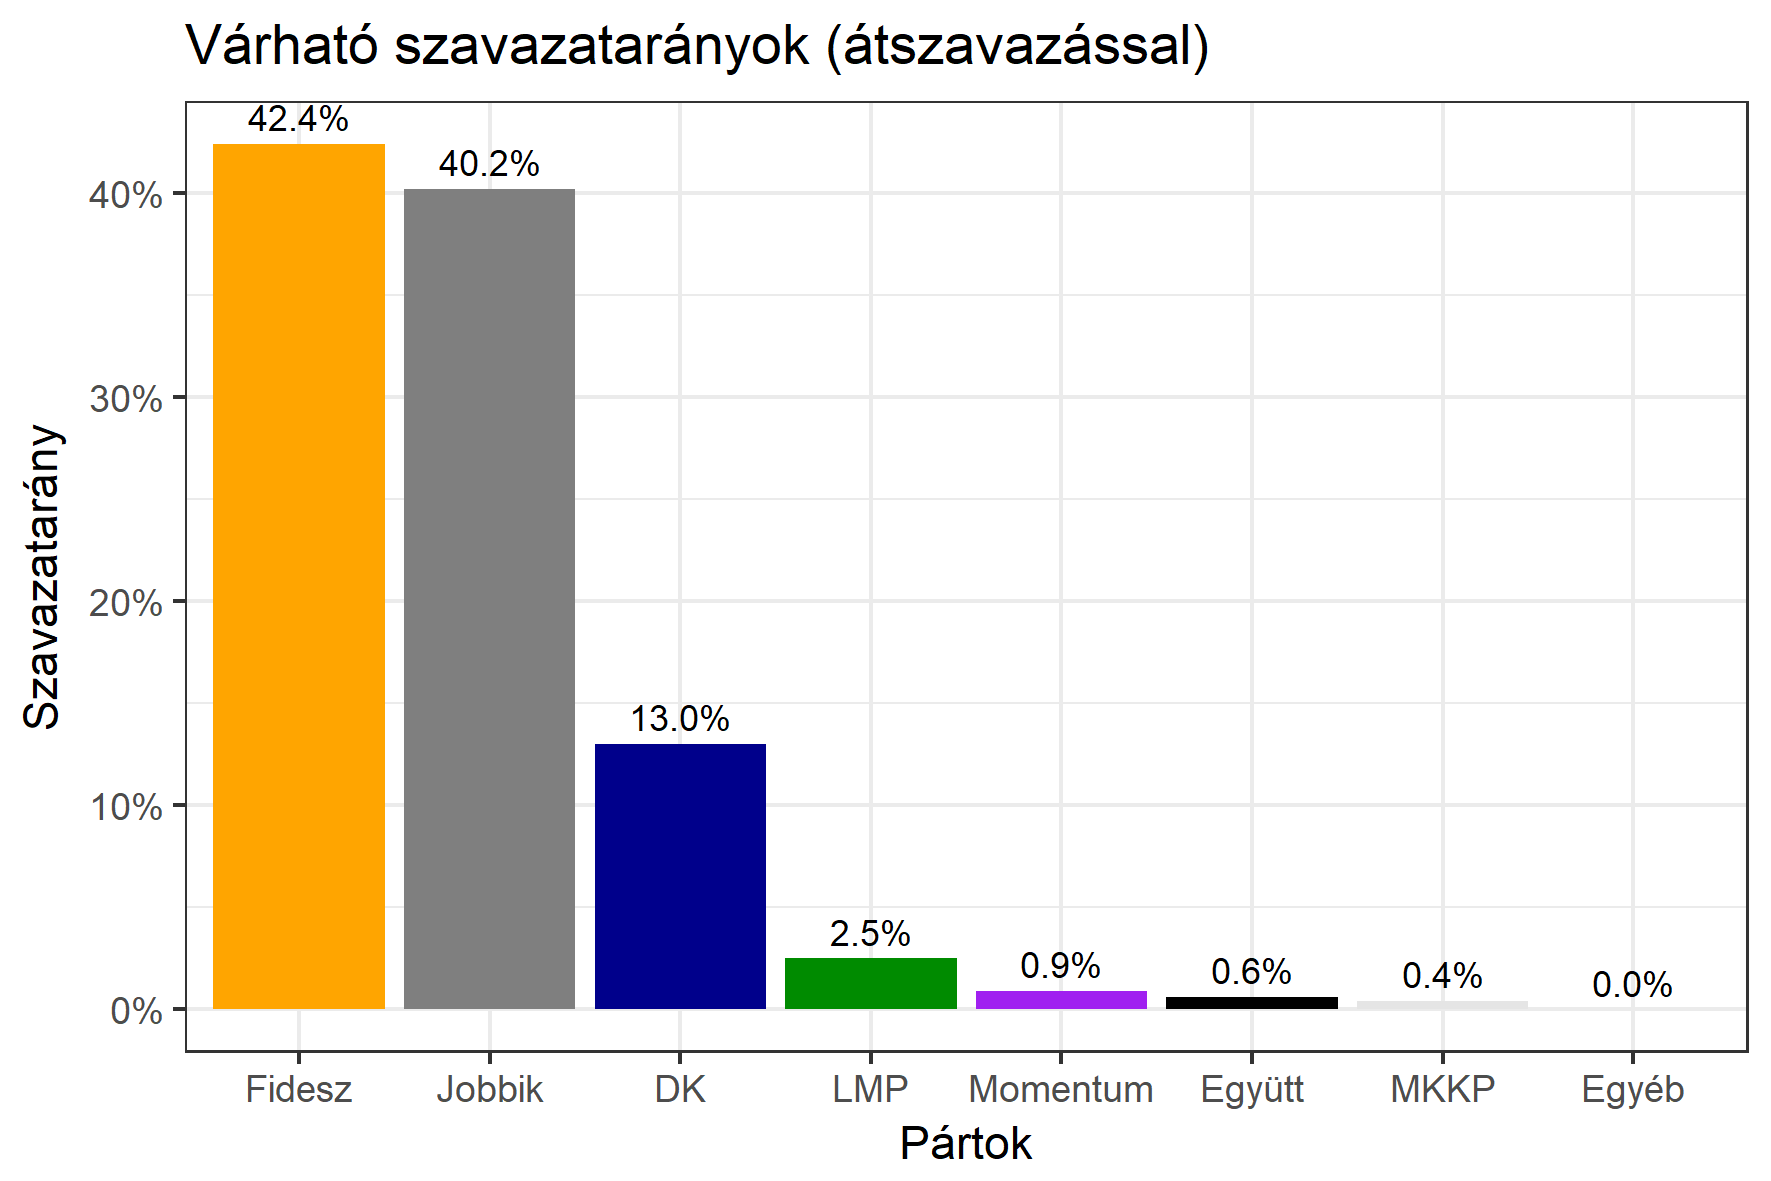 Várható szavazatarányok (átszavazással)
42.4%
40.2%
13.0%
2.5%
0.9%
0.6%
0.4%
0.0%
40%
30%
20%
10%
0%
Szavazatarány
Fidesz
Jobbik
DK
LMP
Momentum
Együtt
MKKP
Egyéb
Pártok